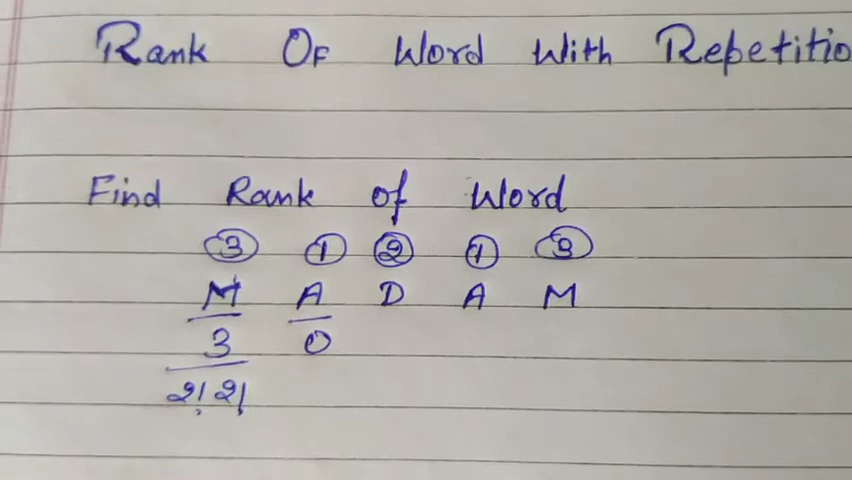 Rank Of Word With Repetitio
Find Rank of Word
3 1 2 1 3
M A D A M
3 0
2! 2!